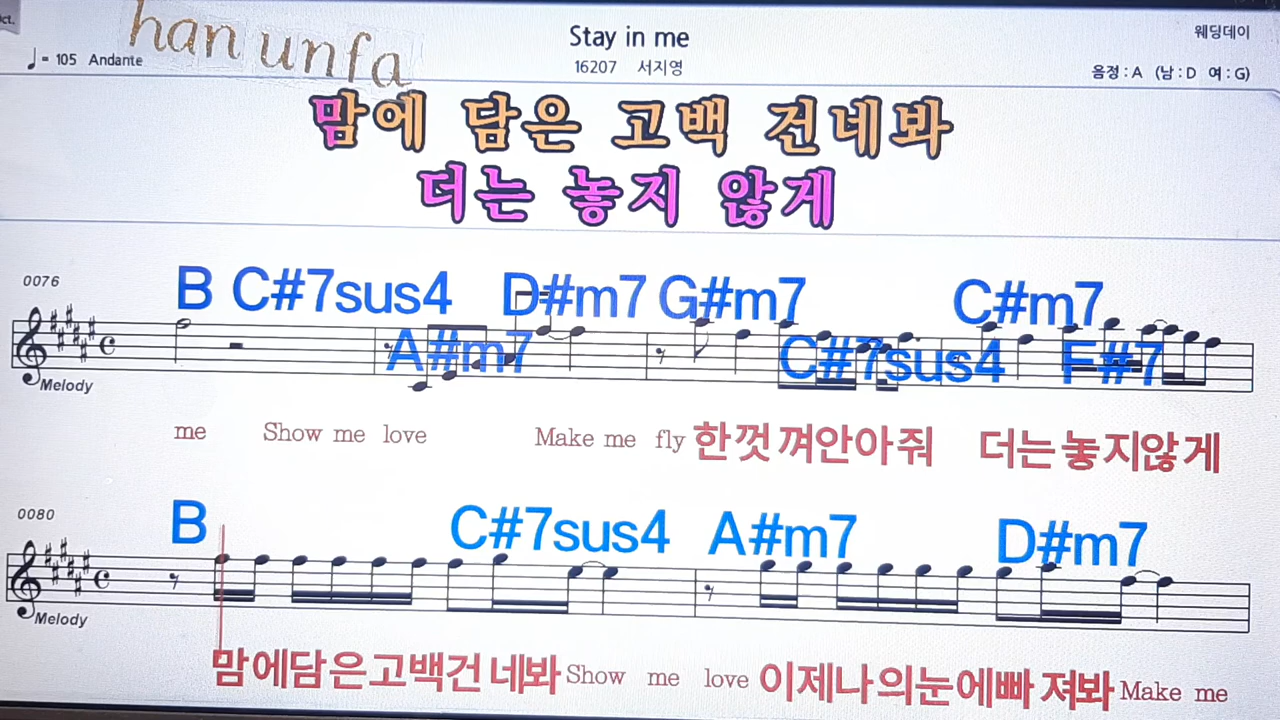 ct.
han unfa
Stay in me
웨딩데이
♩= 105 Andante
16207 서지영
음정 : A (남 : D 여 : G)
맘에 담은 고백 건네봐
더는 놓지 않게
0076
B C#7sus4 D#m7 G#m7 C#m7
A#m7 C#7sus4 F#7
Melody
me Show me love Make me fly 한껏 껴안아줘 더는놓지않게
0080
B C#7sus4 A#m7 D#m7
Melody
맘에담은고백건네봐 Show me love 이제나의눈에빠져봐 Make me